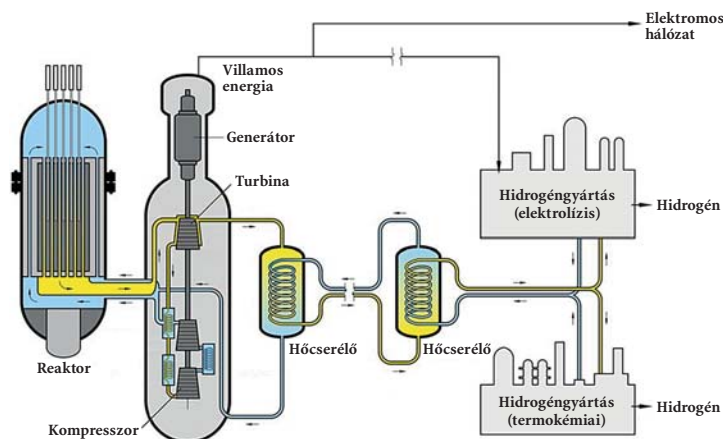 Elektromos
hálózat
Villamos
energia
Generátor
Turbina
Hidrogéngyártás
(elektrolízis)
Hidrogén
Reaktor
Hőcserélő
Hőcserélő
Kompresszor
Hidrogéngyártás
(termokémiai)
Hidrogén